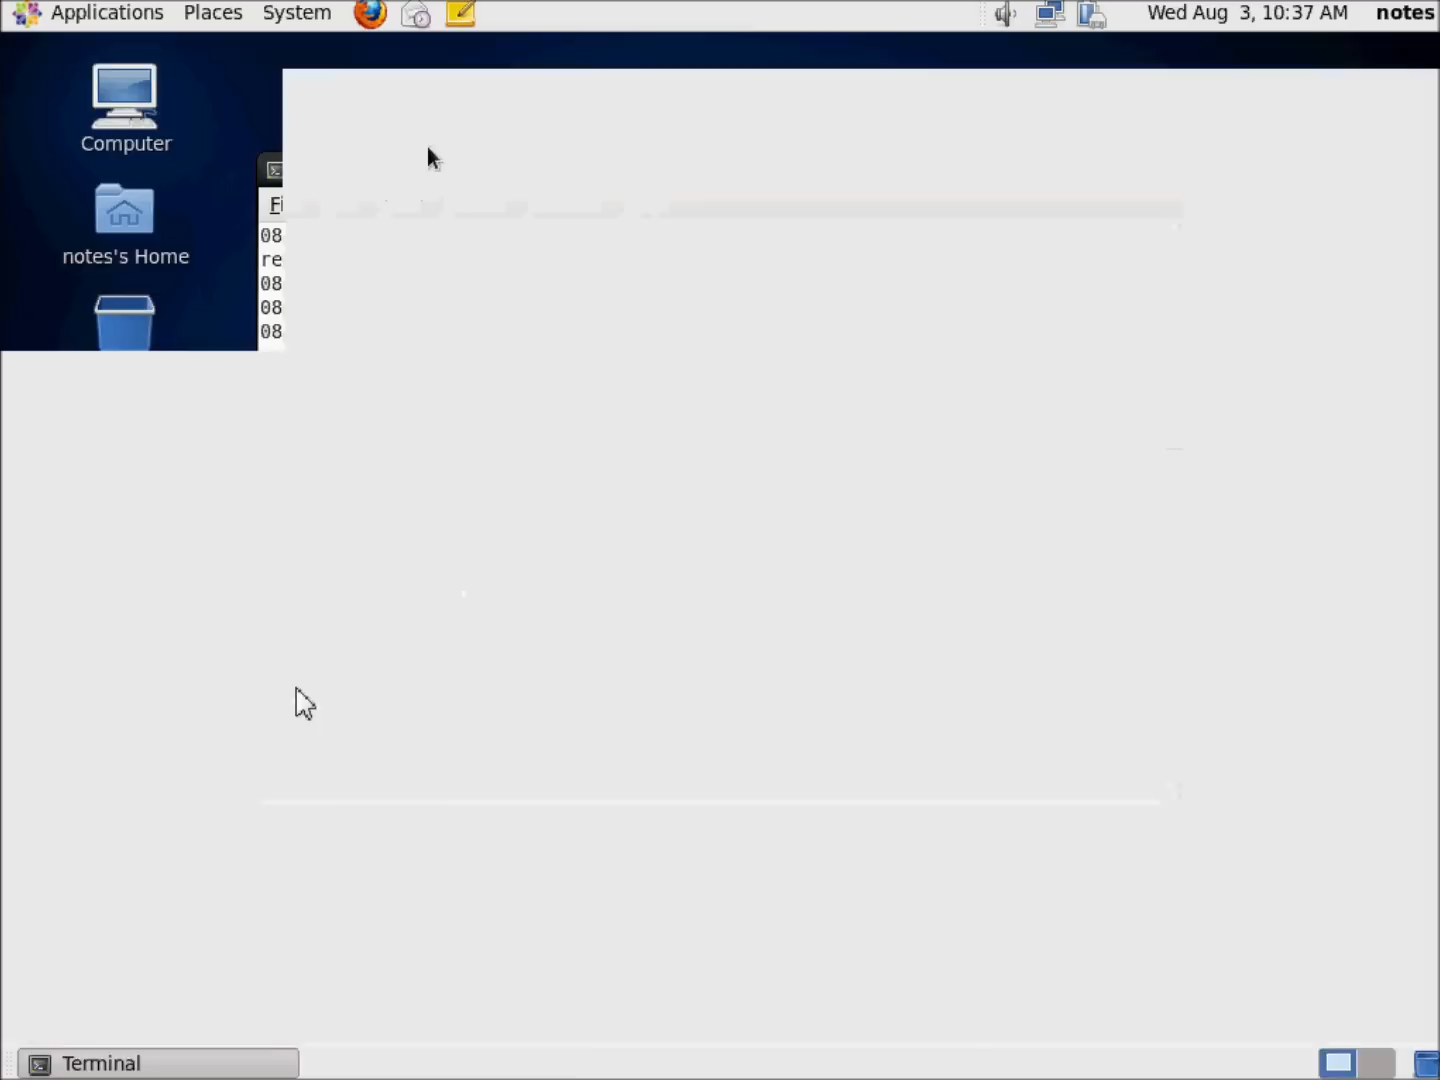 Applications Places System Wed Aug 3, 10:37 AM notes
Computer
notes's Home
Fi
08
re
08
08
08
Terminal